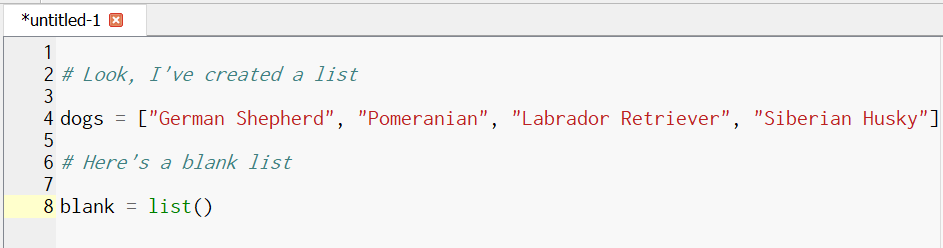 *untitled-1
1
2 # Look, I've created a list
3
4 dogs = ["German Shepherd", "Pomeranian", "Labrador Retriever", "Siberian Husky"]
5
6 # Here's a blank list
7
8 blank = list()